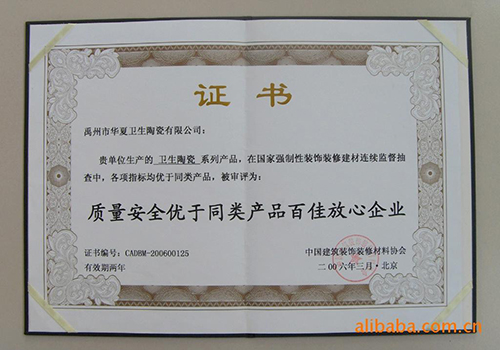 证书
禹州市华夏卫生陶瓷有限公司：
贵单位生产的 卫生陶瓷 系列产品，在国家强制性装饰装修建材连续监督抽
查中，各项指标均优于同类产品，被审评为：
质量安全优于同类产品百佳放心企业
证书编号：CADBM-200600125
中国建筑装饰装修材料协会
有效期两年
二00六年三月·北京
alibaba.com.cn